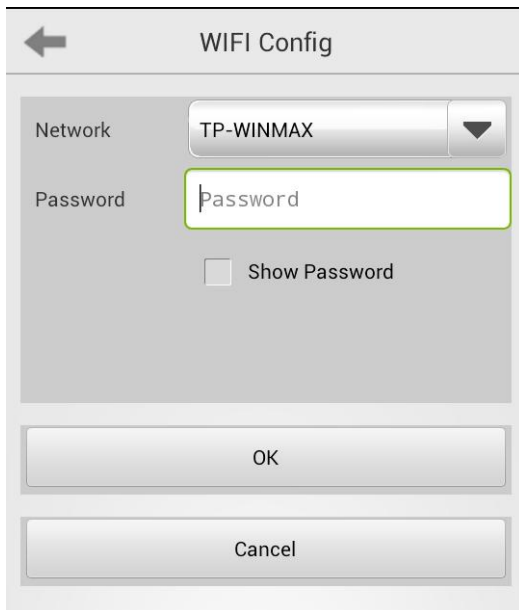 WIFI Config
Network TP-WINMAX
Password Password
Show Password
OK
Cancel